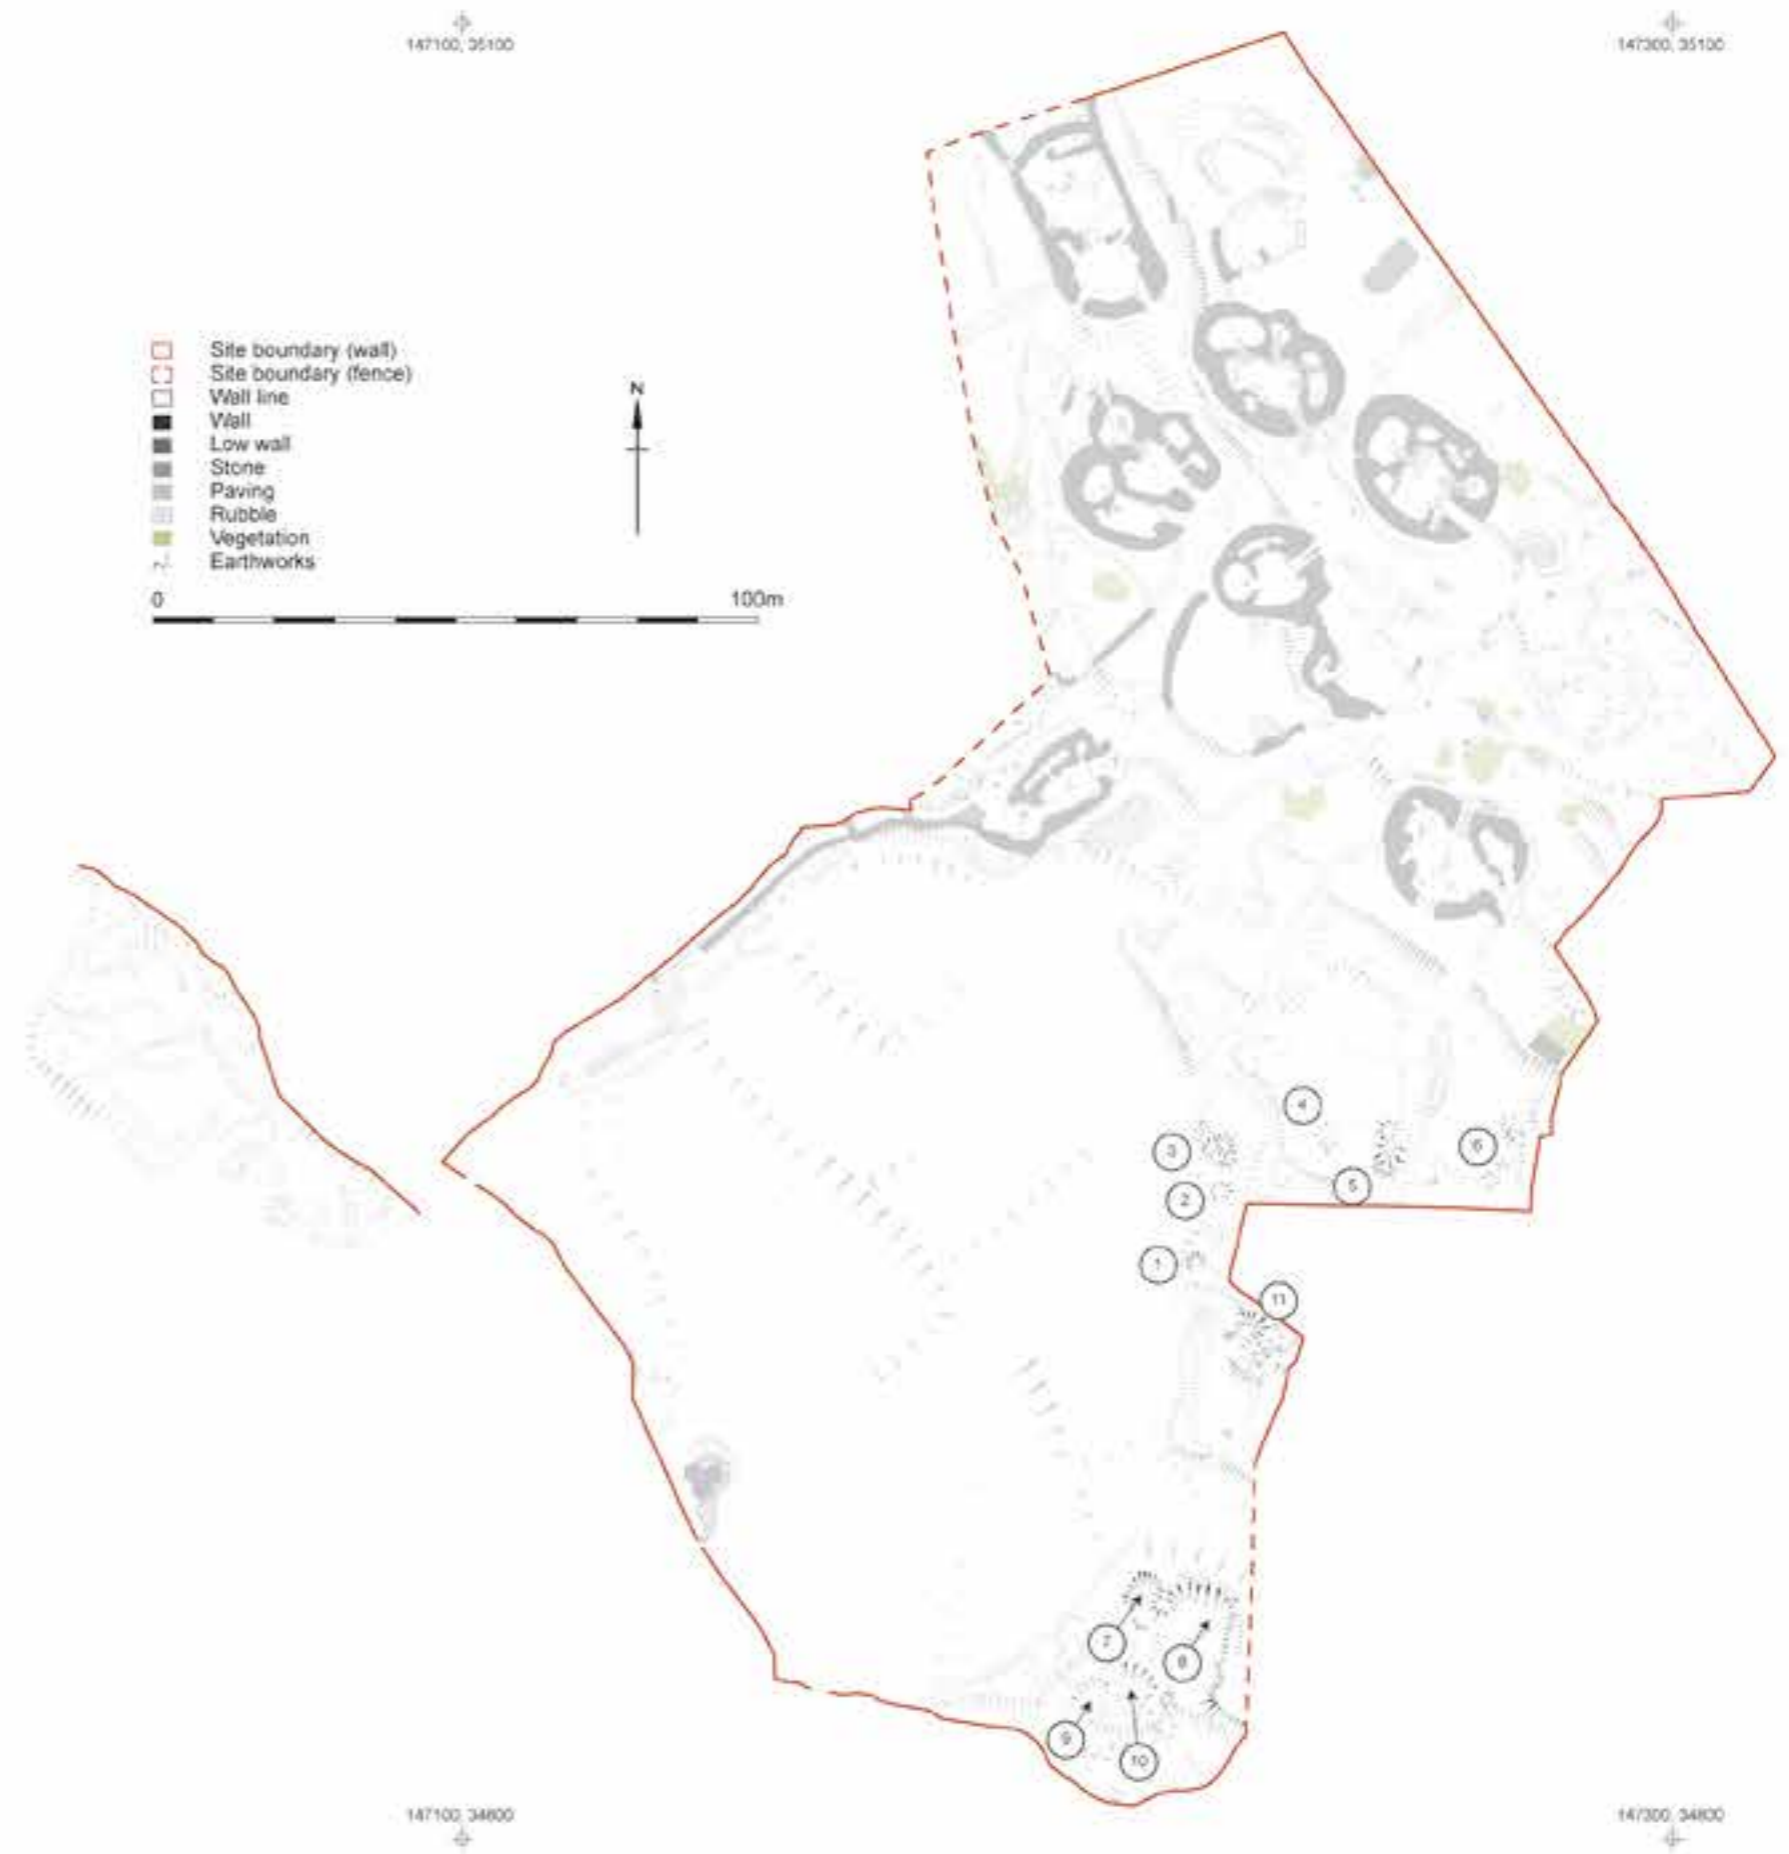 147100, 35100
147300, 35100
Site boundary (wall)
Site boundary (fence)
Wall line
Wall
Low wall
Stone
Paving
Rubble
Vegetation
Earthworks
N
0 100m
4
3
6
5
2
1
11
7
8
9
10
147100, 34800
147300, 34800